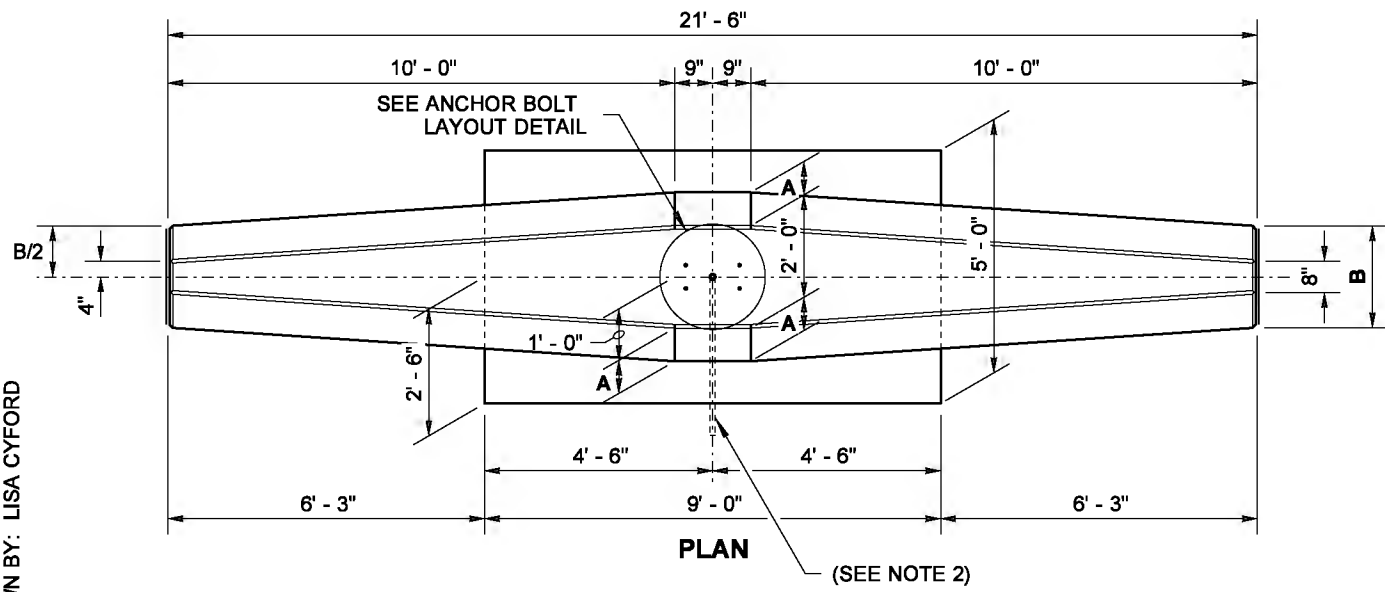 21' - 6"
10' - 0"
9"
9"
10' - 0"
SEE ANCHOR BOLT
LAYOUT DETAIL
A
B/2
4"
2' - 0"
5' - 0"
8"
B
A
1' - 0"
2' - 6"
A
4' - 6"
4' - 6"
6' - 3"
9' - 0"
6' - 3"
PLAN
(SEE NOTE 2)
WN BY: LISA CYFORD